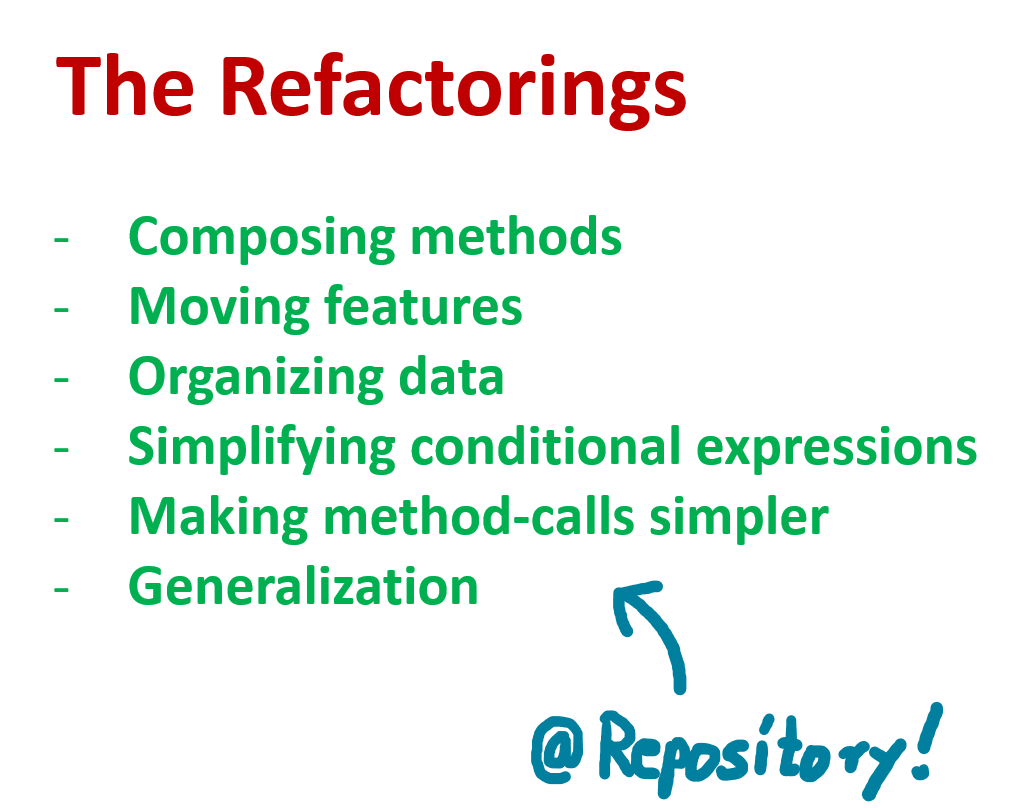 The Refactorings
- Composing methods
- Moving features
- Organizing data
- Simplifying conditional expressions
- Making method-calls simpler
- Generalization
@Repository!